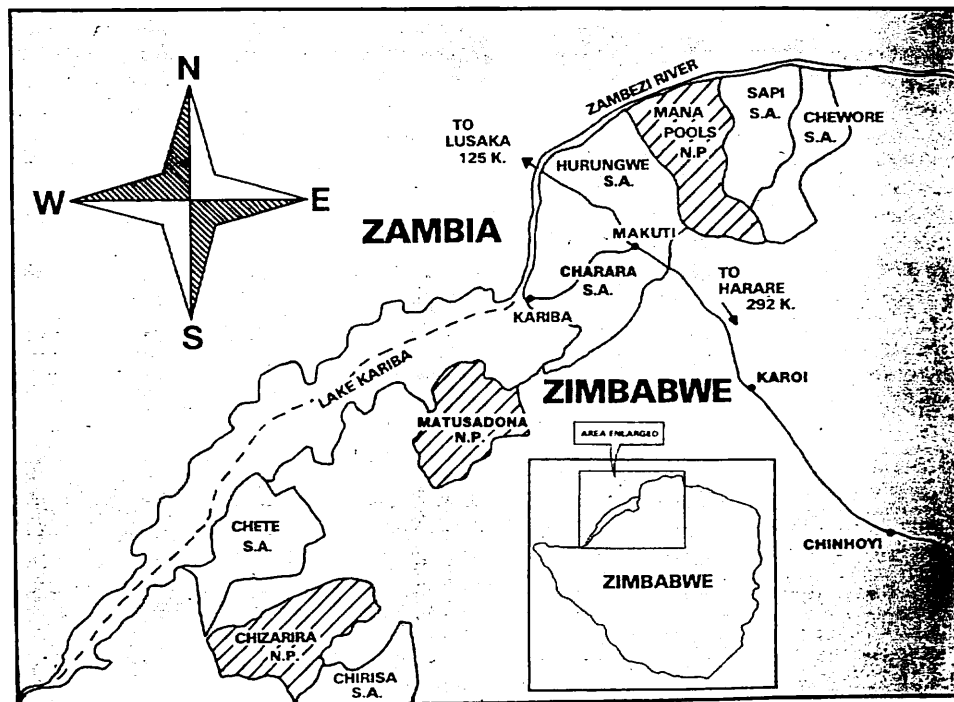 N
W
E
S
ZAMBEZI RIVER
TO
LUSAKA
125 K.
MANA
POOLS
N.P.
SAPI
S.A.
CHEWORE
S.A.
HURUNGWE
S.A.
ZAMBIA
MAKUTI
CHARARA
S.A.
TO
HARARE
292 K.
KARIBA
LAKE KARIBA
ZIMBABWE
KAROI
MATUSADONA
N.P.
AREA ENLARGED
CHETE
S.A.
CHINHOYI
ZIMBABWE
CHIZARIRA
N.P.
CHIRISA
S.A.